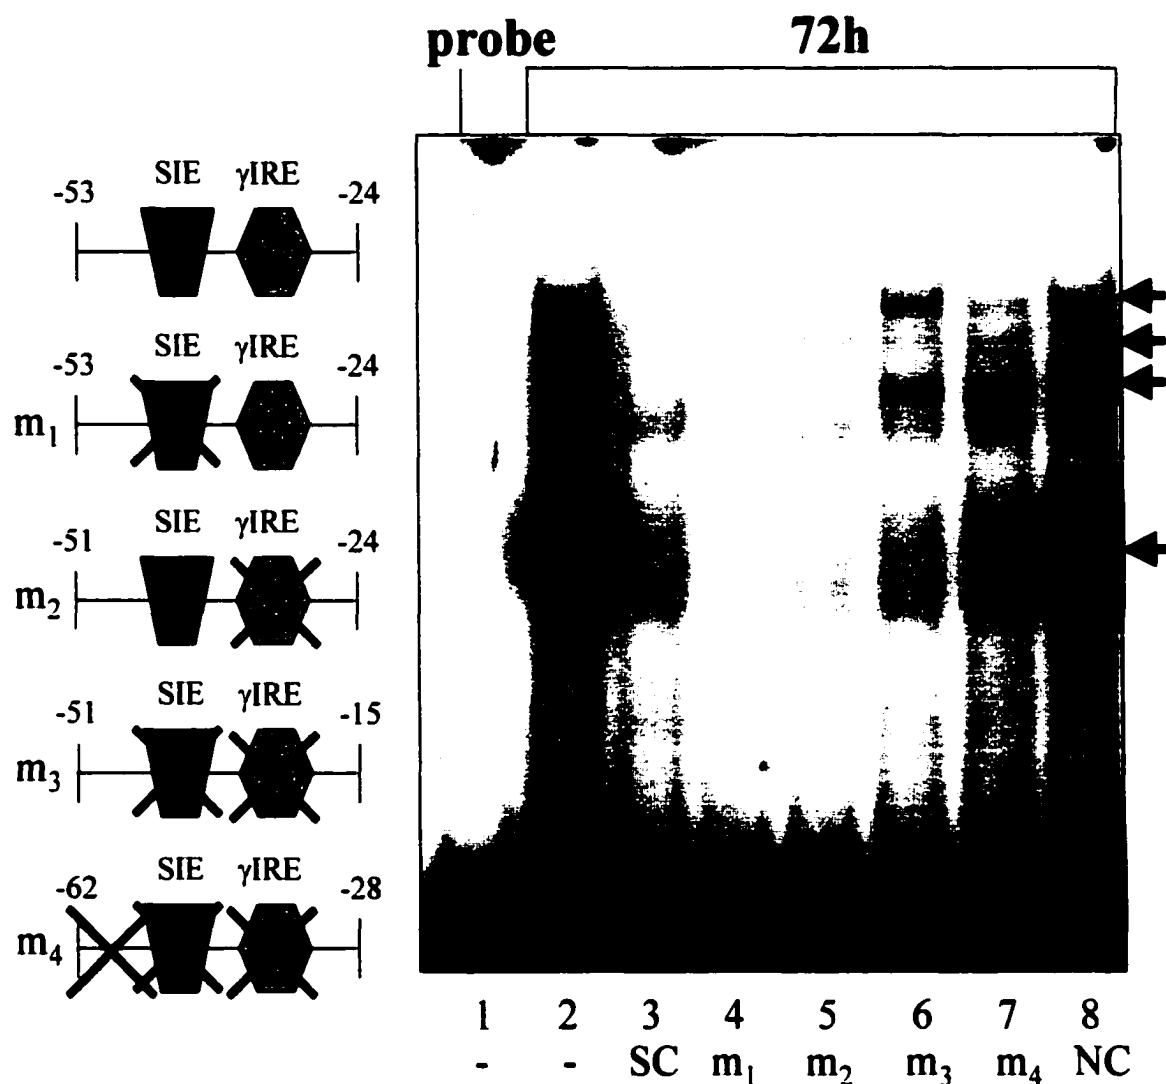 probe 72h
SIE γIRE
-53 -24
SIE γIRE
-53 -24
m1
SIE γIRE
-51 -24
m2
SIE γIRE
-51 -15
m3
SIE γIRE
-62 -28
m4
1 2 3 4 5 6 7 8
- - SC m1 m2 m3 m4 NC